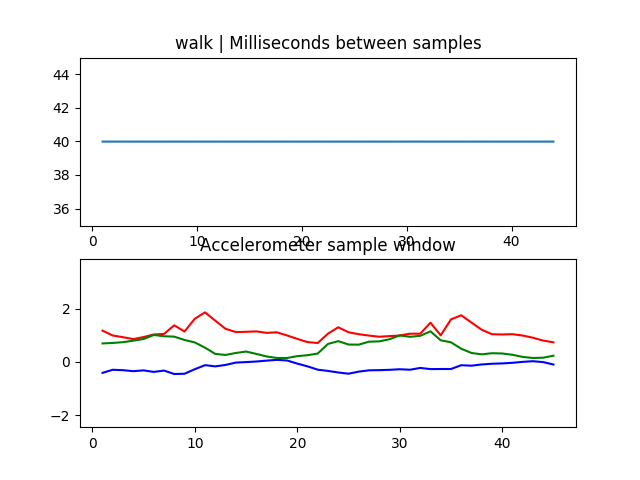 walk | Milliseconds between samples
44
42
40
38
36
0 10 20 30 40
Accelerometer sample window
2
0
−2
0 10 20 30 40